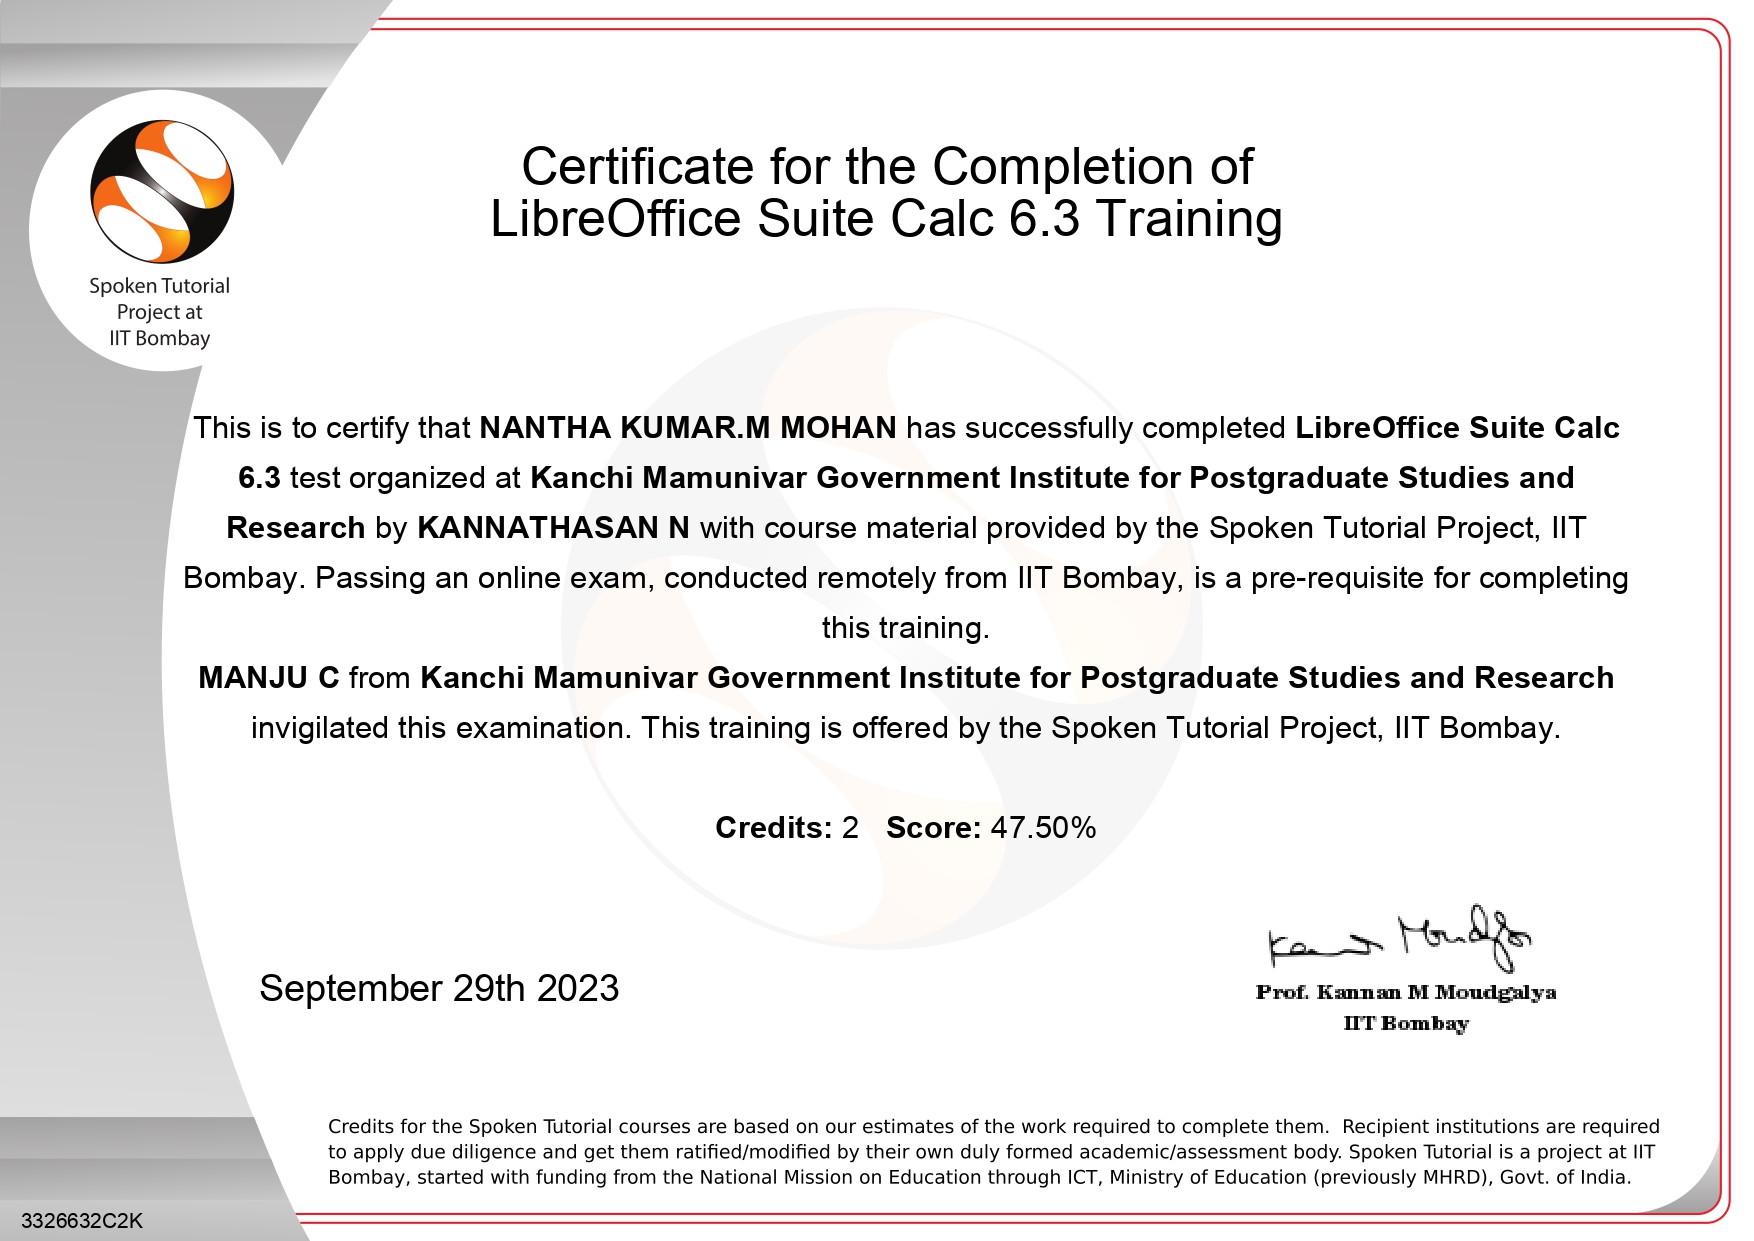 Certificate for the Completion of
LibreOffice Suite Calc 6.3 Training
Spoken Tutorial
Project at
IIT Bombay
This is to certify that NANTHA KUMAR.M MOHAN has successfully completed LibreOffice Suite Calc
6.3 test organized at Kanchi Mamunivar Government Institute for Postgraduate Studies and
Research by KANNATHASAN N with course material provided by the Spoken Tutorial Project, IIT
Bombay. Passing an online exam, conducted remotely from IIT Bombay, is a pre-requisite for completing
this training.
MANJU C from Kanchi Mamunivar Government Institute for Postgraduate Studies and Research
invigilated this examination. This training is offered by the Spoken Tutorial Project, IIT Bombay.
Credits: 2 Score: 47.50%
September 29th 2023
Kannan Moudgalya
Prof. Kannan M Moudgalya
IIT Bombay
Credits for the Spoken Tutorial courses are based on our estimates of the work required to complete them. Recipient institutions are required
to apply due diligence and get them ratified/modified by their own duly formed academic/assessment body. Spoken Tutorial is a project at IIT
Bombay, started with funding from the National Mission on Education through ICT, Ministry of Education (previously MHRD), Govt. of India.
3326632C2K